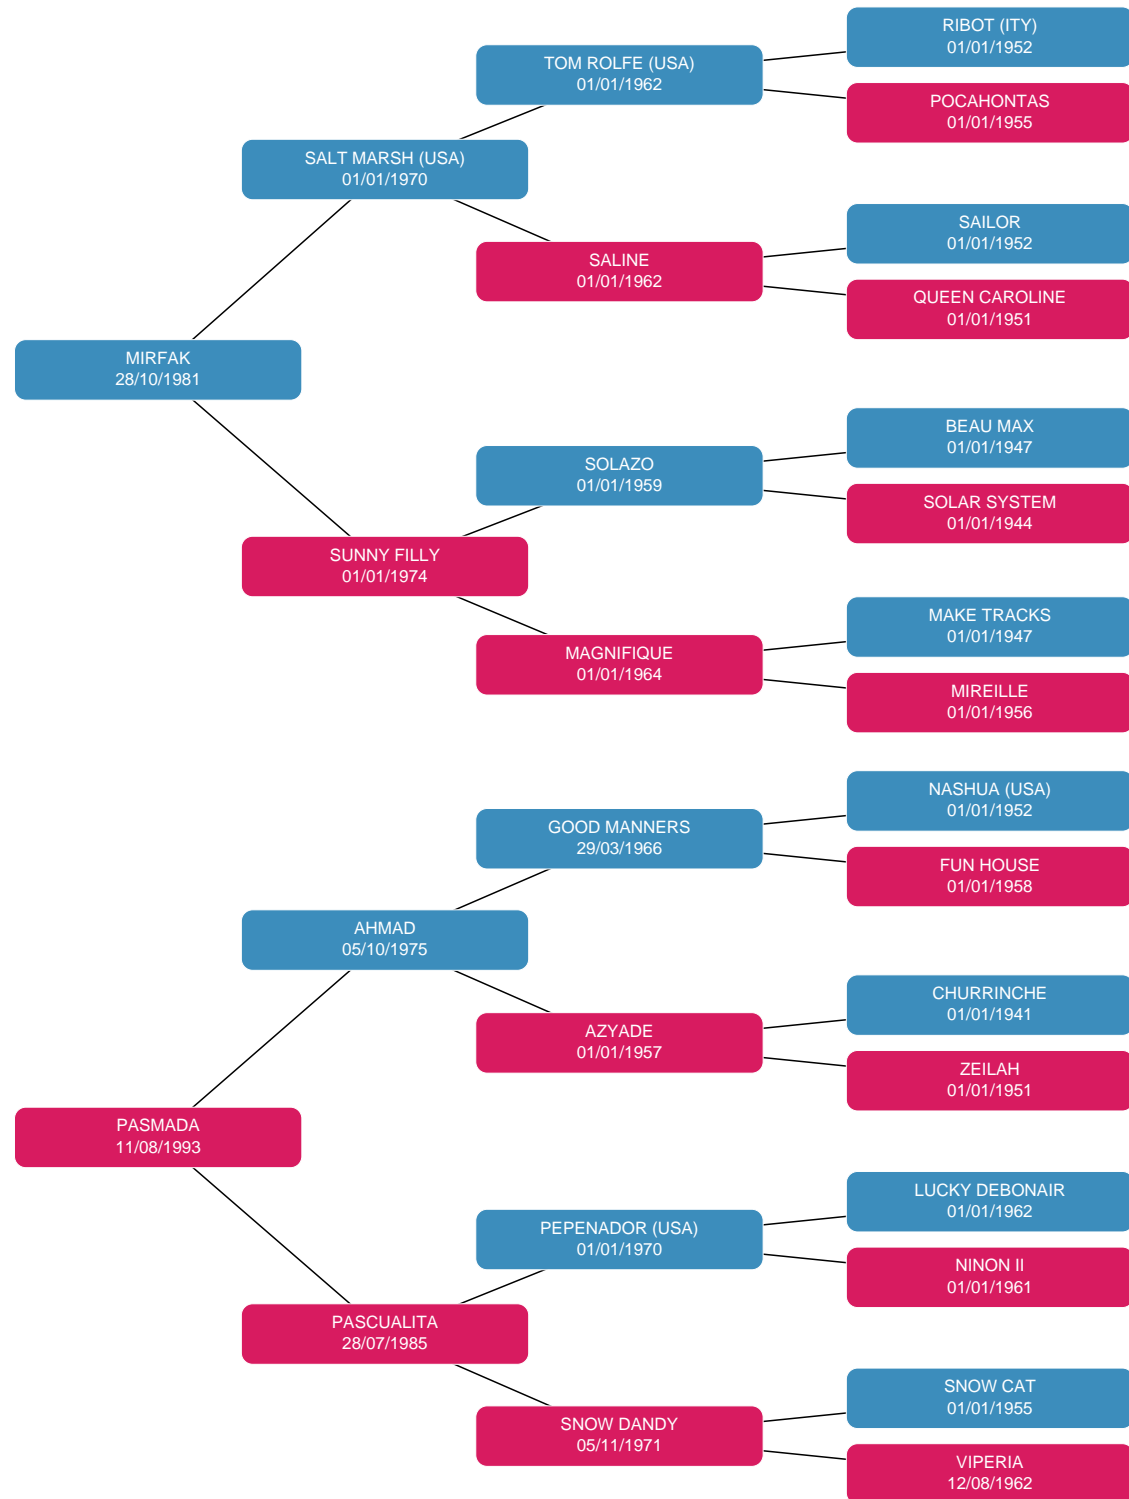 RIBOT (ITY)
01/01/1952
TOM ROLFE (USA)
01/01/1962
POCAHONTAS
01/01/1955
SALT MARSH (USA)
01/01/1970
SAILOR
01/01/1952
SALINE
01/01/1962
QUEEN CAROLINE
01/01/1951
MIRFAK
28/10/1981
BEAU MAX
01/01/1947
SOLAZO
01/01/1959
SOLAR SYSTEM
01/01/1944
SUNNY FILLY
01/01/1974
MAKE TRACKS
01/01/1947
MAGNIFIQUE
01/01/1964
MIREILLE
01/01/1956
NASHUA (USA)
01/01/1952
GOOD MANNERS
29/03/1966
FUN HOUSE
01/01/1958
AHMAD
05/10/1975
CHURRINCHE
01/01/1941
AZYADE
01/01/1957
ZEILAH
01/01/1951
PASMADA
11/08/1993
LUCKY DEBONAIR
01/01/1962
PEPENADOR (USA)
01/01/1970
NINON II
01/01/1961
PASCUALITA
28/07/1985
SNOW CAT
01/01/1955
SNOW DANDY
05/11/1971
VIPERIA
12/08/1962